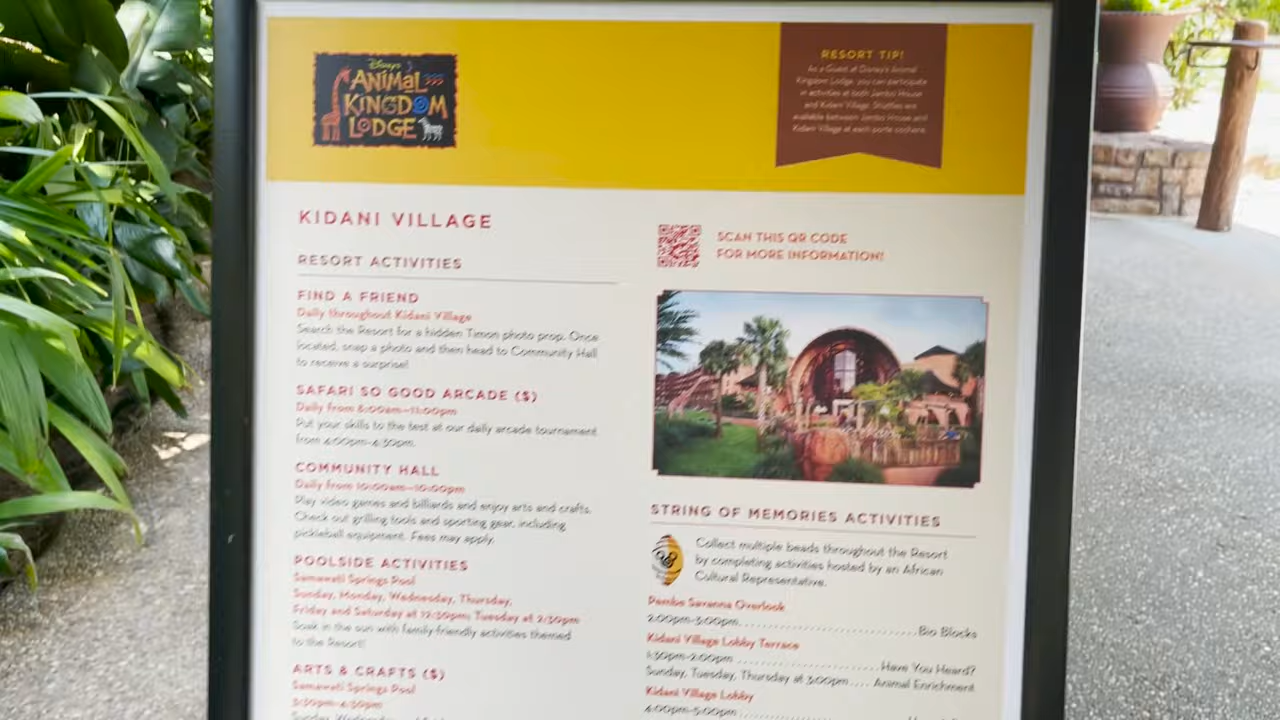 Disney's
ANIMAL
KINGDOM
LODGE
RESORT TIP!
As a Guest at Disney's Animal
Kingdom Lodge, you can participate
in activities at both Jambo House
and Kidani Village. Shuttles are
available between Jambo House and
Kidani Village at each porte cochere.
KIDANI VILLAGE
RESORT ACTIVITIES
FIND A FRIEND
Daily throughout Kidani Village
Search the Resort for a hidden Timon photo prop. Once
located, snap a photo and then head to Community Hall
to receive a surprise!
SAFARI SO GOOD ARCADE ($)
Daily from 8:00am–11:00pm
Put your skills to the test at our daily arcade tournament
from 4:00pm–4:30pm.
COMMUNITY HALL
Daily from 10:00am–10:00pm
Play video games and billiards and enjoy arts and crafts.
Check out grilling tools and sporting gear, including
pickleball equipment. Fees may apply.
POOLSIDE ACTIVITIES
Samawati Springs Pool
Sunday, Monday, Wednesday, Thursday,
Friday and Saturday at 12:30pm; Tuesday at 2:30pm
Soak in the sun with family-friendly activities themed
to the Resort!
ARTS & CRAFTS ($)
Samawati Springs Pool
3:30pm–4:30pm
SCAN THIS QR CODE
FOR MORE INFORMATION!
STRING OF MEMORIES ACTIVITIES
Collect multiple beads throughout the Resort
by completing activities hosted by an African
Cultural Representative.
Pembe Savanna Overlook
2:00pm–3:00pm Bio Blocks
Kidani Village Lobby Terrace
1:30pm–2:00pm Have You Heard?
Sunday, Tuesday, Thursday at 3:00pm Animal Enrichment
Kidani Village Lobby
4:00pm–5:00pm